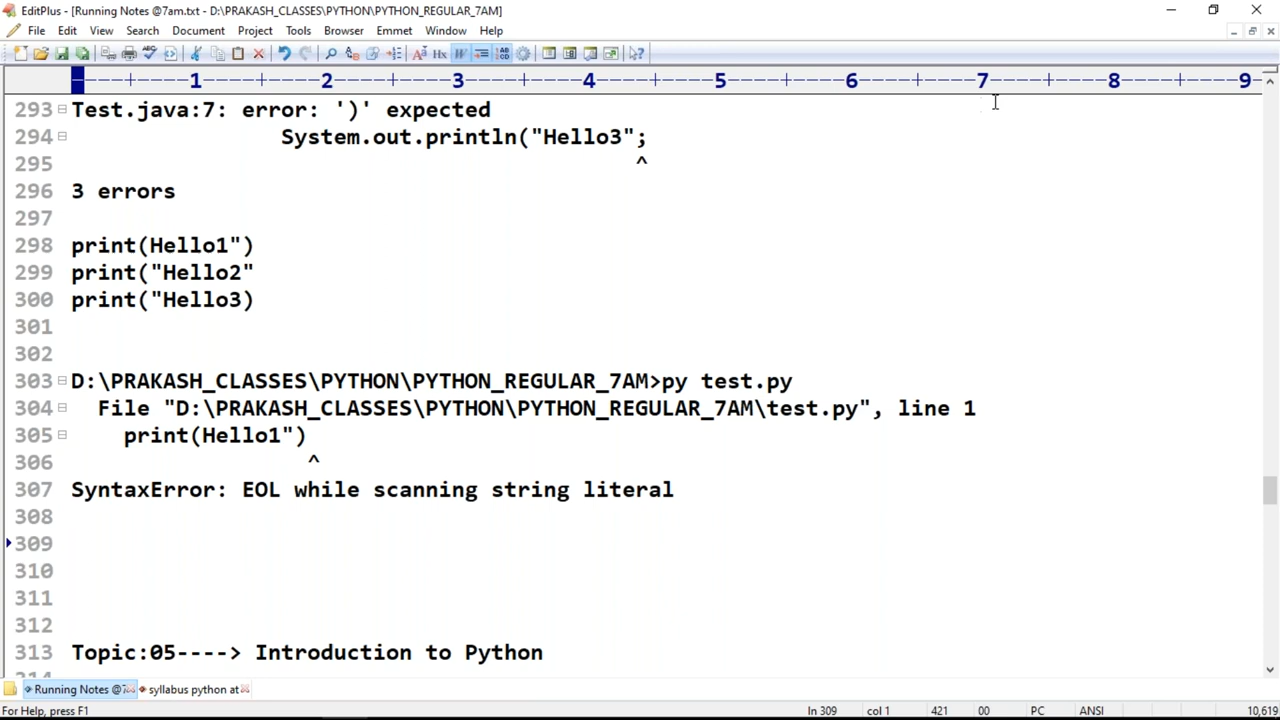 EditPlus - [Running Notes @7am.txt - D:\PRAKASH_CLASSES\PYTHON\PYTHON_REGULAR_7AM]
File Edit View Search Document Project Tools Browser Emmet Window Help
----+----1----+----2----+----3----+----4----+----5----+----6----+----7----+----8----+----9
293 Test.java:7: error: ')' expected
294 System.out.println("Hello3";
295 ^
296 3 errors
297
298 print(Hello1")
299 print("Hello2"
300 print("Hello3)
301
302
303 D:\PRAKASH_CLASSES\PYTHON\PYTHON_REGULAR_7AM>py test.py
304 File "D:\PRAKASH_CLASSES\PYTHON\PYTHON_REGULAR_7AM\test.py", line 1
305 print(Hello1")
306 ^
307 SyntaxError: EOL while scanning string literal
308
309
310
311
312
313 Topic:05----> Introduction to Python
Running Notes @7 syllabus python at
For Help, press F1 ln 309 col 1 421 00 PC ANSI 10,619